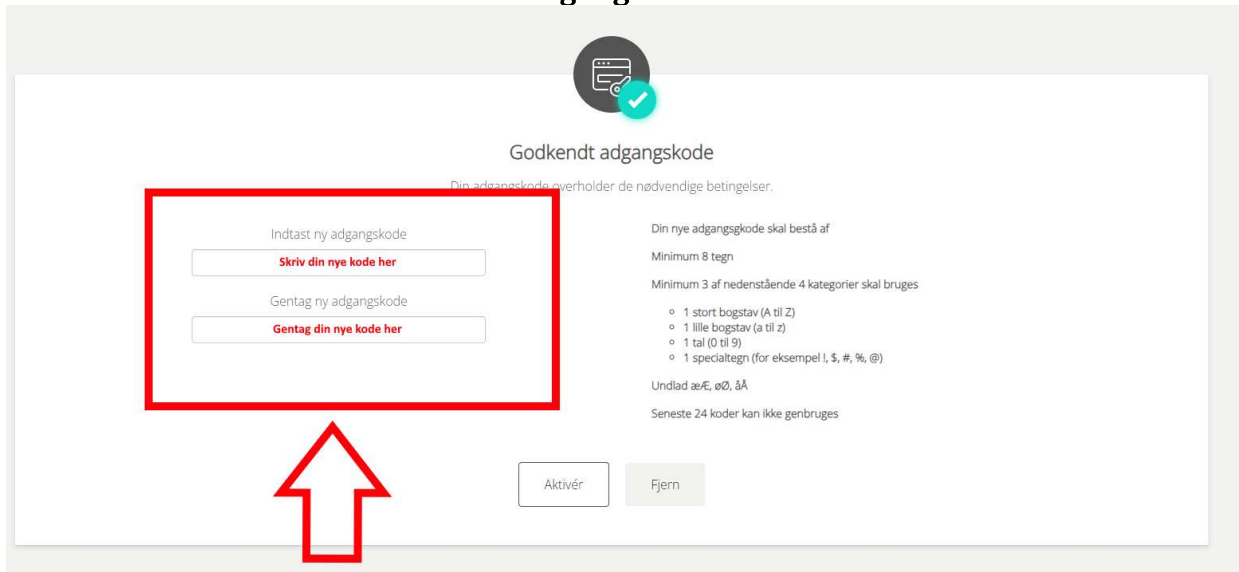 Godkendt adgangskode
Din adgangskode overholder de nødvendige betingelser.
Indtast ny adgangskode
Skriv din nye kode her
Gentag ny adgangskode
Gentag din nye kode her
Din nye adgangsgkode skal bestå af
Minimum 8 tegn
Minimum 3 af nedenstående 4 kategorier skal bruges
1 stort bogstav (A til Z)
1 lille bogstav (a til z)
1 tal (0 til 9)
1 specialtegn (for eksempel !, $, #, %, @)
Undlad æÆ, øØ, åÅ
Seneste 24 koder kan ikke genbruges
Aktivér
Fjern